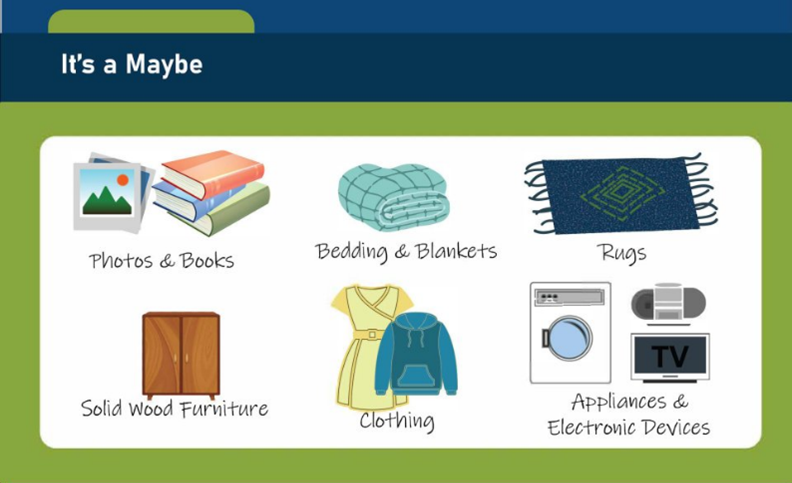 It's a Maybe
Photos & Books
Bedding & Blankets
Rugs
Solid Wood Furniture
Clothing
TV
Appliances &
Electronic Devices